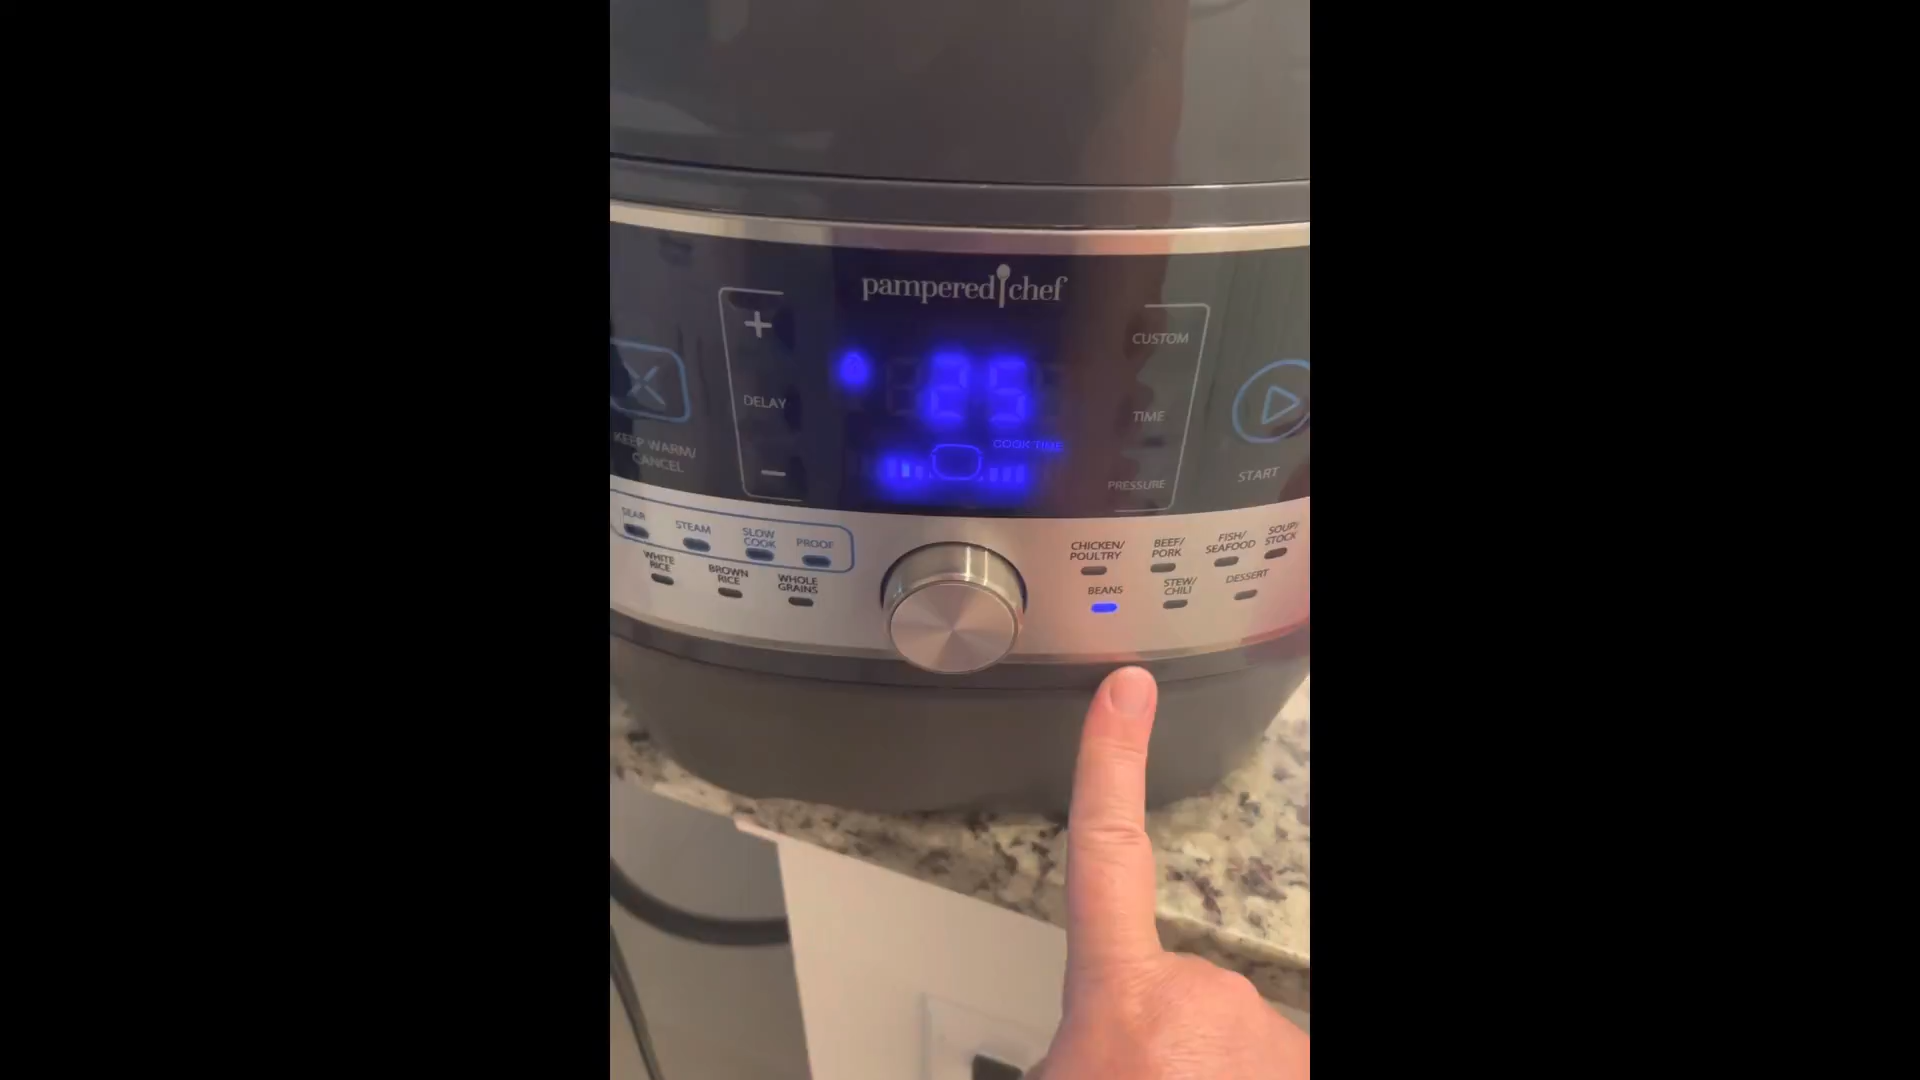 pampered chef
+
DELAY
−
KEEP WARM/
CANCEL
25
COOK TIME
CUSTOM
TIME
PRESSURE
START
SEAR
STEAM
SLOW
COOK
PROOF
WHITE
RICE
BROWN
RICE
WHOLE
GRAINS
CHICKEN/
POULTRY
BEEF/
PORK
FISH/
SEAFOOD
SOUP/
STOCK
BEANS
STEW/
CHILI
DESSERT